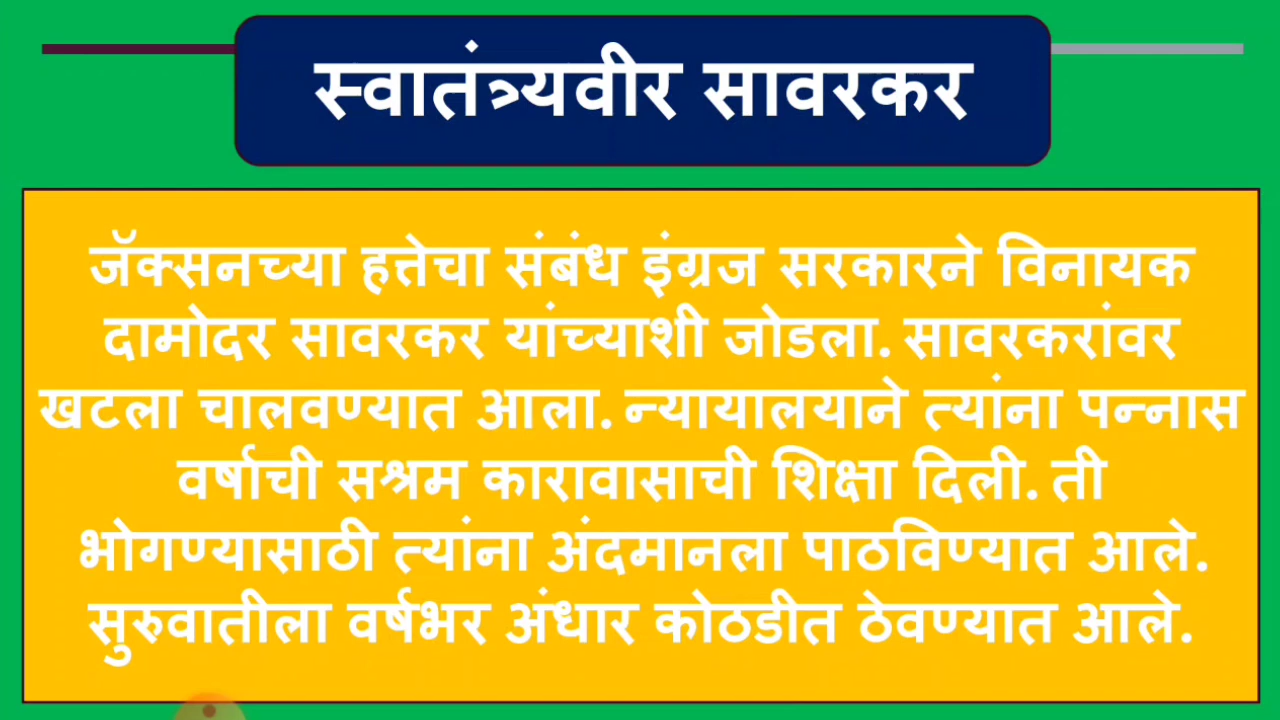 स्वातंत्र्यवीर सावरकर
जॅक्सनच्या हत्तेचा संबंध इंग्रज सरकारने विनायक
दामोदर सावरकर यांच्याशी जोडला. सावरकरांवर
खटला चालवण्यात आला. न्यायालयाने त्यांना पन्नास
वर्षाची सश्रम कारावासाची शिक्षा दिली. ती
भोगण्यासाठी त्यांना अंदमानला पाठविण्यात आले.
सुरुवातीला वर्षभर अंधार कोठडीत ठेवण्यात आले.